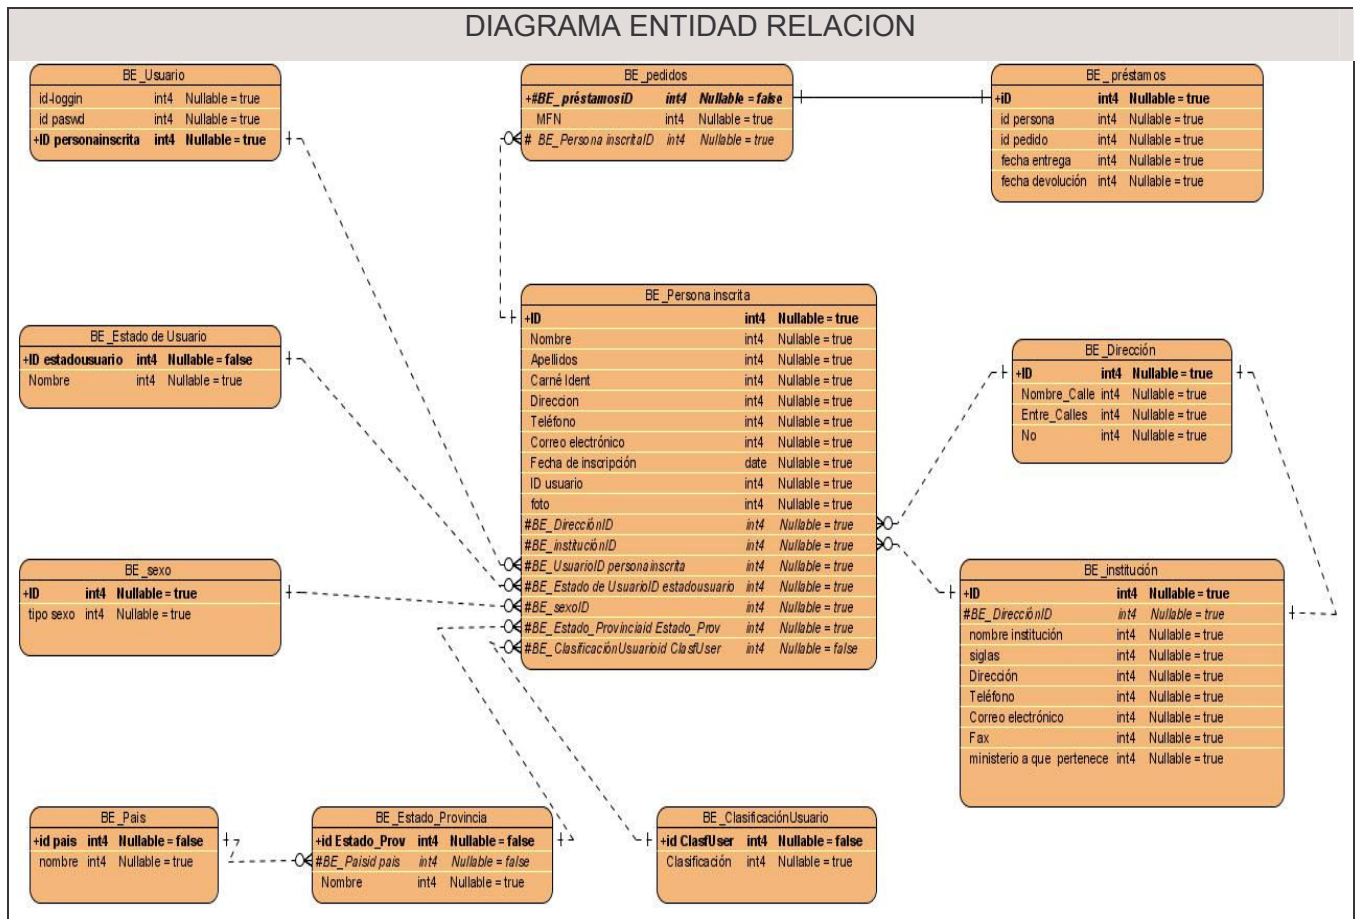 DIAGRAMA ENTIDAD RELACION
BE_Usuario
id-loggin int4 Nullable = true
id paswd int4 Nullable = true
+ID personainscrita int4 Nullable = true
BE_pedidos
+#BE_préstamosiD int4 Nullable = false
MFN int4 Nullable = true
# BE_Persona inscritaID int4 Nullable = true
BE_préstamos
+iD int4 Nullable = true
id persona int4 Nullable = true
id pedido int4 Nullable = true
fecha entrega int4 Nullable = true
fecha devolución int4 Nullable = true
BE_Persona inscrita
+ID int4 Nullable = true
Nombre int4 Nullable = true
Apellidos int4 Nullable = true
Carné Ident int4 Nullable = true
Direccion int4 Nullable = true
Teléfono int4 Nullable = true
Correo electrónico int4 Nullable = true
Fecha de inscripción date Nullable = true
ID usuario int4 Nullable = true
foto int4 Nullable = true
#BE_DirecciónID int4 Nullable = true
#BE_instituciónID int4 Nullable = true
#BE_UsuarioID personainscrita int4 Nullable = true
#BE_Estado de UsuarioID estadousuario int4 Nullable = true
#BE_sexoID int4 Nullable = true
#BE_Estado_Provinciaid Estado_Prov int4 Nullable = true
#BE_ClasificaciónUsuarioid ClasfUser int4 Nullable = false
BE_Estado de Usuario
+ID estadousuario int4 Nullable = false
Nombre int4 Nullable = true
BE_Dirección
+ID int4 Nullable = true
Nombre_Calle int4 Nullable = true
Entre_Calles int4 Nullable = true
No int4 Nullable = true
BE_sexo
+ID int4 Nullable = true
tipo sexo int4 Nullable = true
BE_institución
+ID int4 Nullable = true
#BE_DirecciónID int4 Nullable = true
nombre institución int4 Nullable = true
siglas int4 Nullable = true
Dirección int4 Nullable = true
Teléfono int4 Nullable = true
Correo electrónico int4 Nullable = true
Fax int4 Nullable = true
ministerio a que pertenece int4 Nullable = true
BE_Pais
+id pais int4 Nullable = false
nombre int4 Nullable = true
BE_Estado_Provincia
+id Estado_Prov int4 Nullable = false
#BE_Paisid pais int4 Nullable = false
Nombre int4 Nullable = true
BE_ClasificaciónUsuario
+id ClasfUser int4 Nullable = false
Clasificación int4 Nullable = true